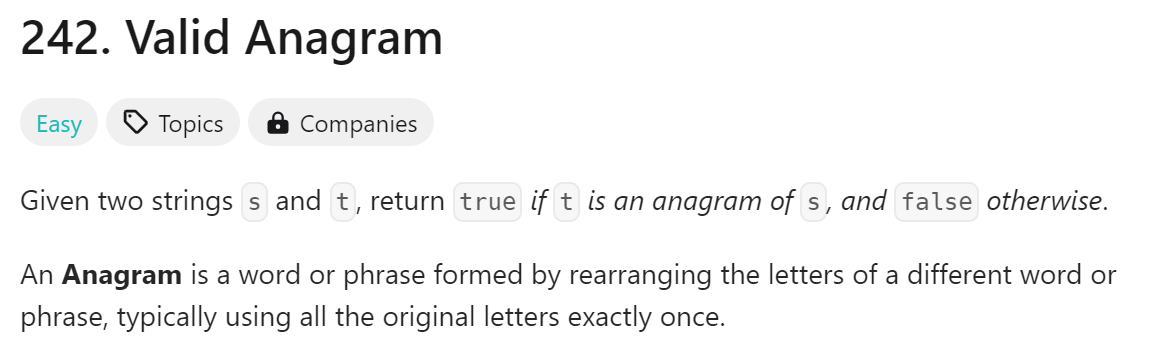 242. Valid Anagram
Easy Topics Companies
Given two strings s and t, return true if t is an anagram of s, and false otherwise.
An Anagram is a word or phrase formed by rearranging the letters of a different word or
phrase, typically using all the original letters exactly once.